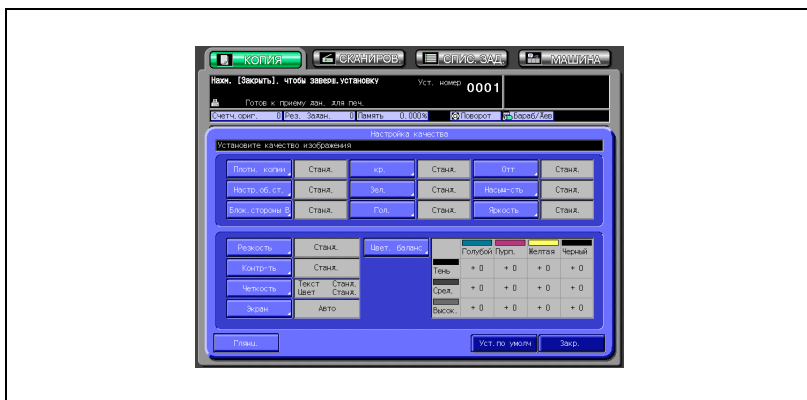 КОПИЯ СКАНИРОВ СПИС. ЗАД МАШИНА
Нажм. [Закрыть], чтобы заверш.установку Уст. номер 0001
Готов к приему дан. для печ.
Счетч.ориг. 0 Рез. Задан. 0 Память 0.000% Поворот Бараб/Лев
Настройка качества
Установите качество изображения
Плотн. копии Станд. кр. Станд. Отт Станд.
Настр.об.ст. Станд. Зел. Станд. Насыщ-сть Станд.
Блок.стороны В Станд. Гол. Станд. Яркость Станд.
Резкость Станд. Цвет. баланс Голубой Пурп. Желтая Черный
Контр-ть Станд. Тень + 0 + 0 + 0 + 0
Четкость Текст Станд. Цвет Станд. Сред. + 0 + 0 + 0 + 0
Экран Авто Высок. + 0 + 0 + 0 + 0
Глянц. Уст.по умолч Закр.